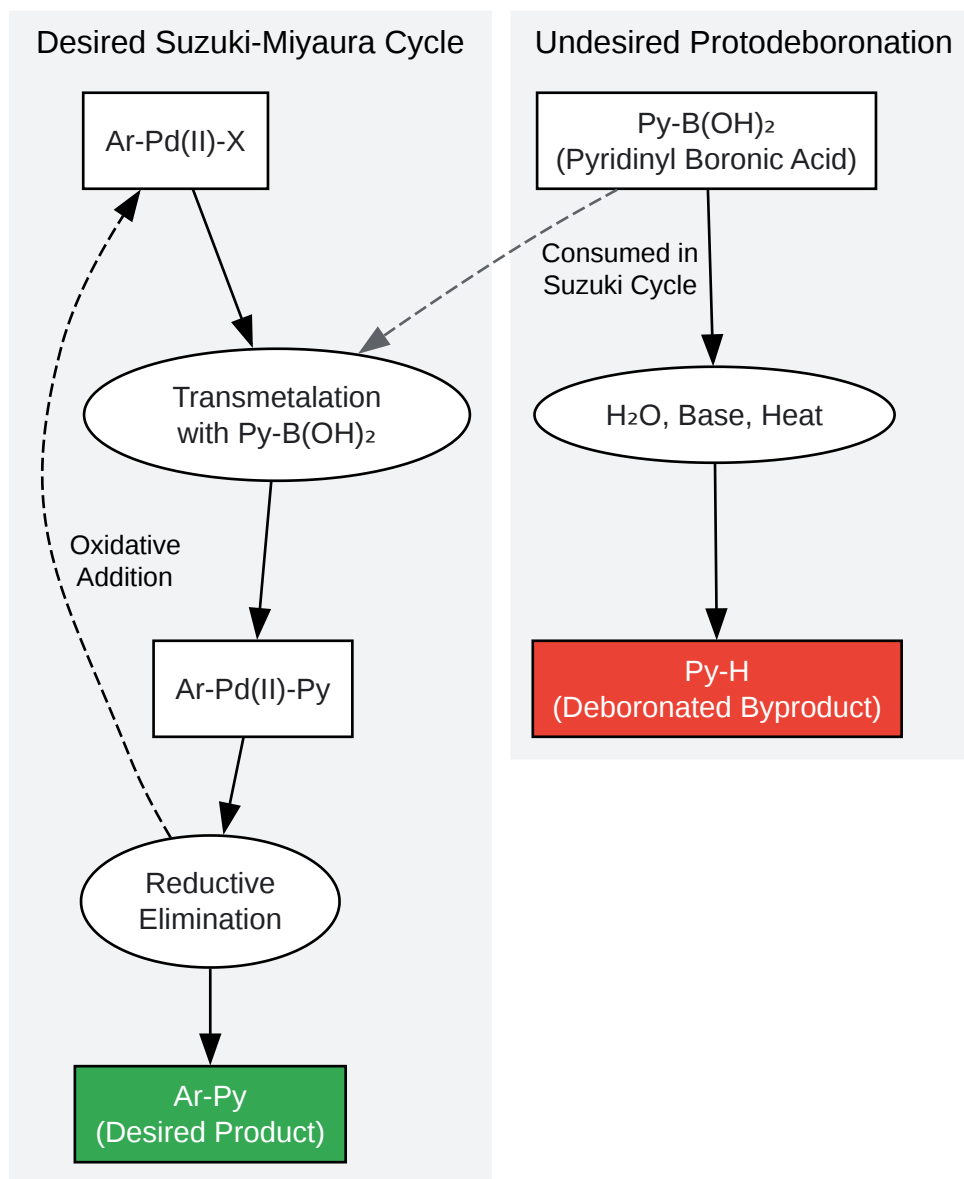 Desired Suzuki-Miyaura Cycle
Ar-Pd(II)-X
Transmetalation
with Py-B(OH)₂
Oxidative
Addition
Ar-Pd(II)-Py
Reductive
Elimination
Ar-Py
(Desired Product)
Undesired Protodeboronation
Py-B(OH)₂
(Pyridinyl Boronic Acid)
Consumed in
Suzuki Cycle
H₂O, Base, Heat
Py-H
(Deboronated Byproduct)